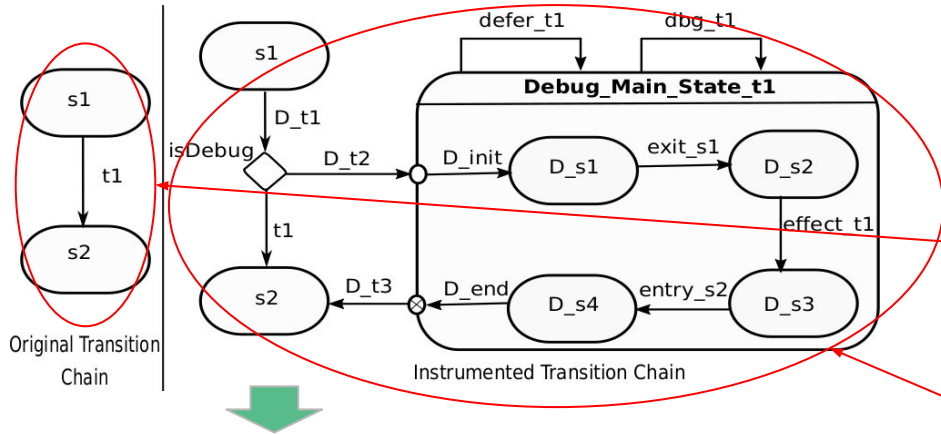 s1
t1
s2
Original Transition
Chain
s1
D_t1
isDebug
D_t2
t1
s2
D_t3
defer_t1
dbg_t1
Debug_Main_State_t1
D_init
D_s1
exit_s1
D_s2
effect_t1
D_s3
entry_s2
D_s4
D_end
Instrumented Transition Chain